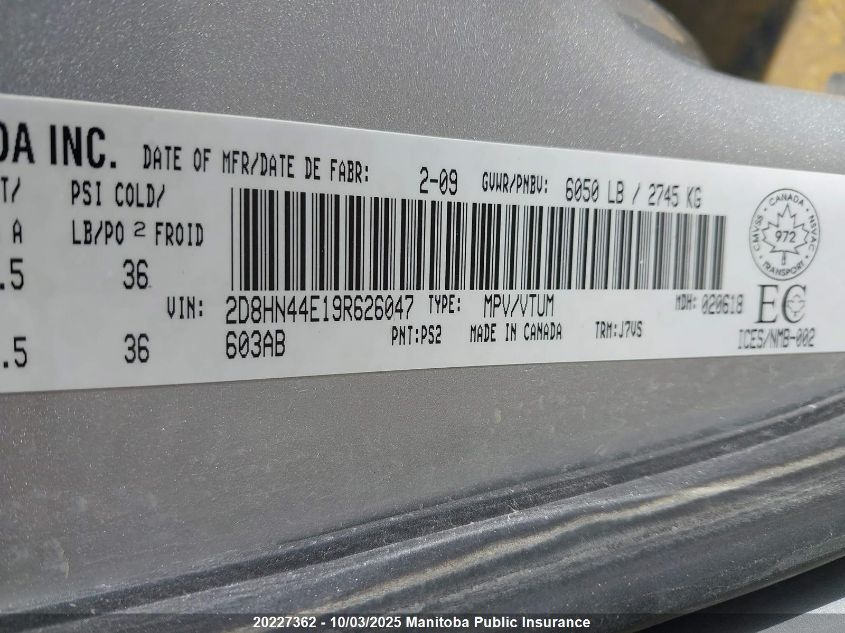 DA INC. DATE OF MFR/DATE DE FABR: 2-09 GVWR/PNBV: 6050 LB / 2745 KG
T/ PSI COLD/
A LB/PO 2 FROID
.5 36
VIN: 2D8HN44E19R626047 TYPE: MPV/VTUM MDH: 020618
.5 36 603AB PNT:PS2 MADE IN CANADA TRM:J7VS
CANADA
CMVSS 972 NSVAC
TRANSPORT
EC
ICES/NMB-002
20227362 - 10/03/2025 Manitoba Public Insurance